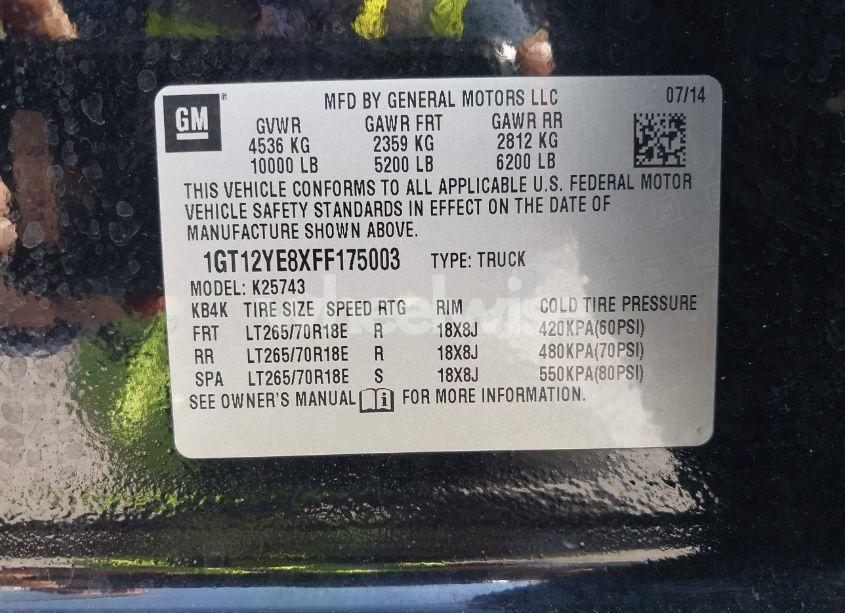 GM® MFD BY GENERAL MOTORS LLC 07/14
GVWR GAWR FRT GAWR RR
4536 KG 2359 KG 2812 KG
10000 LB 5200 LB 6200 LB
THIS VEHICLE CONFORMS TO ALL APPLICABLE U.S. FEDERAL MOTOR
VEHICLE SAFETY STANDARDS IN EFFECT ON THE DATE OF
MANUFACTURE SHOWN ABOVE.
1GT12YE8XFF175003 TYPE: TRUCK
MODEL: K25743
KB4K TIRE SIZE SPEED RTG RIM COLD TIRE PRESSURE
FRT LT265/70R18E R 18X8J 420KPA(60PSI)
RR LT265/70R18E R 18X8J 480KPA(70PSI)
SPA LT265/70R18E S 18X8J 550KPA(80PSI)
SEE OWNER'S MANUAL FOR MORE INFORMATION.